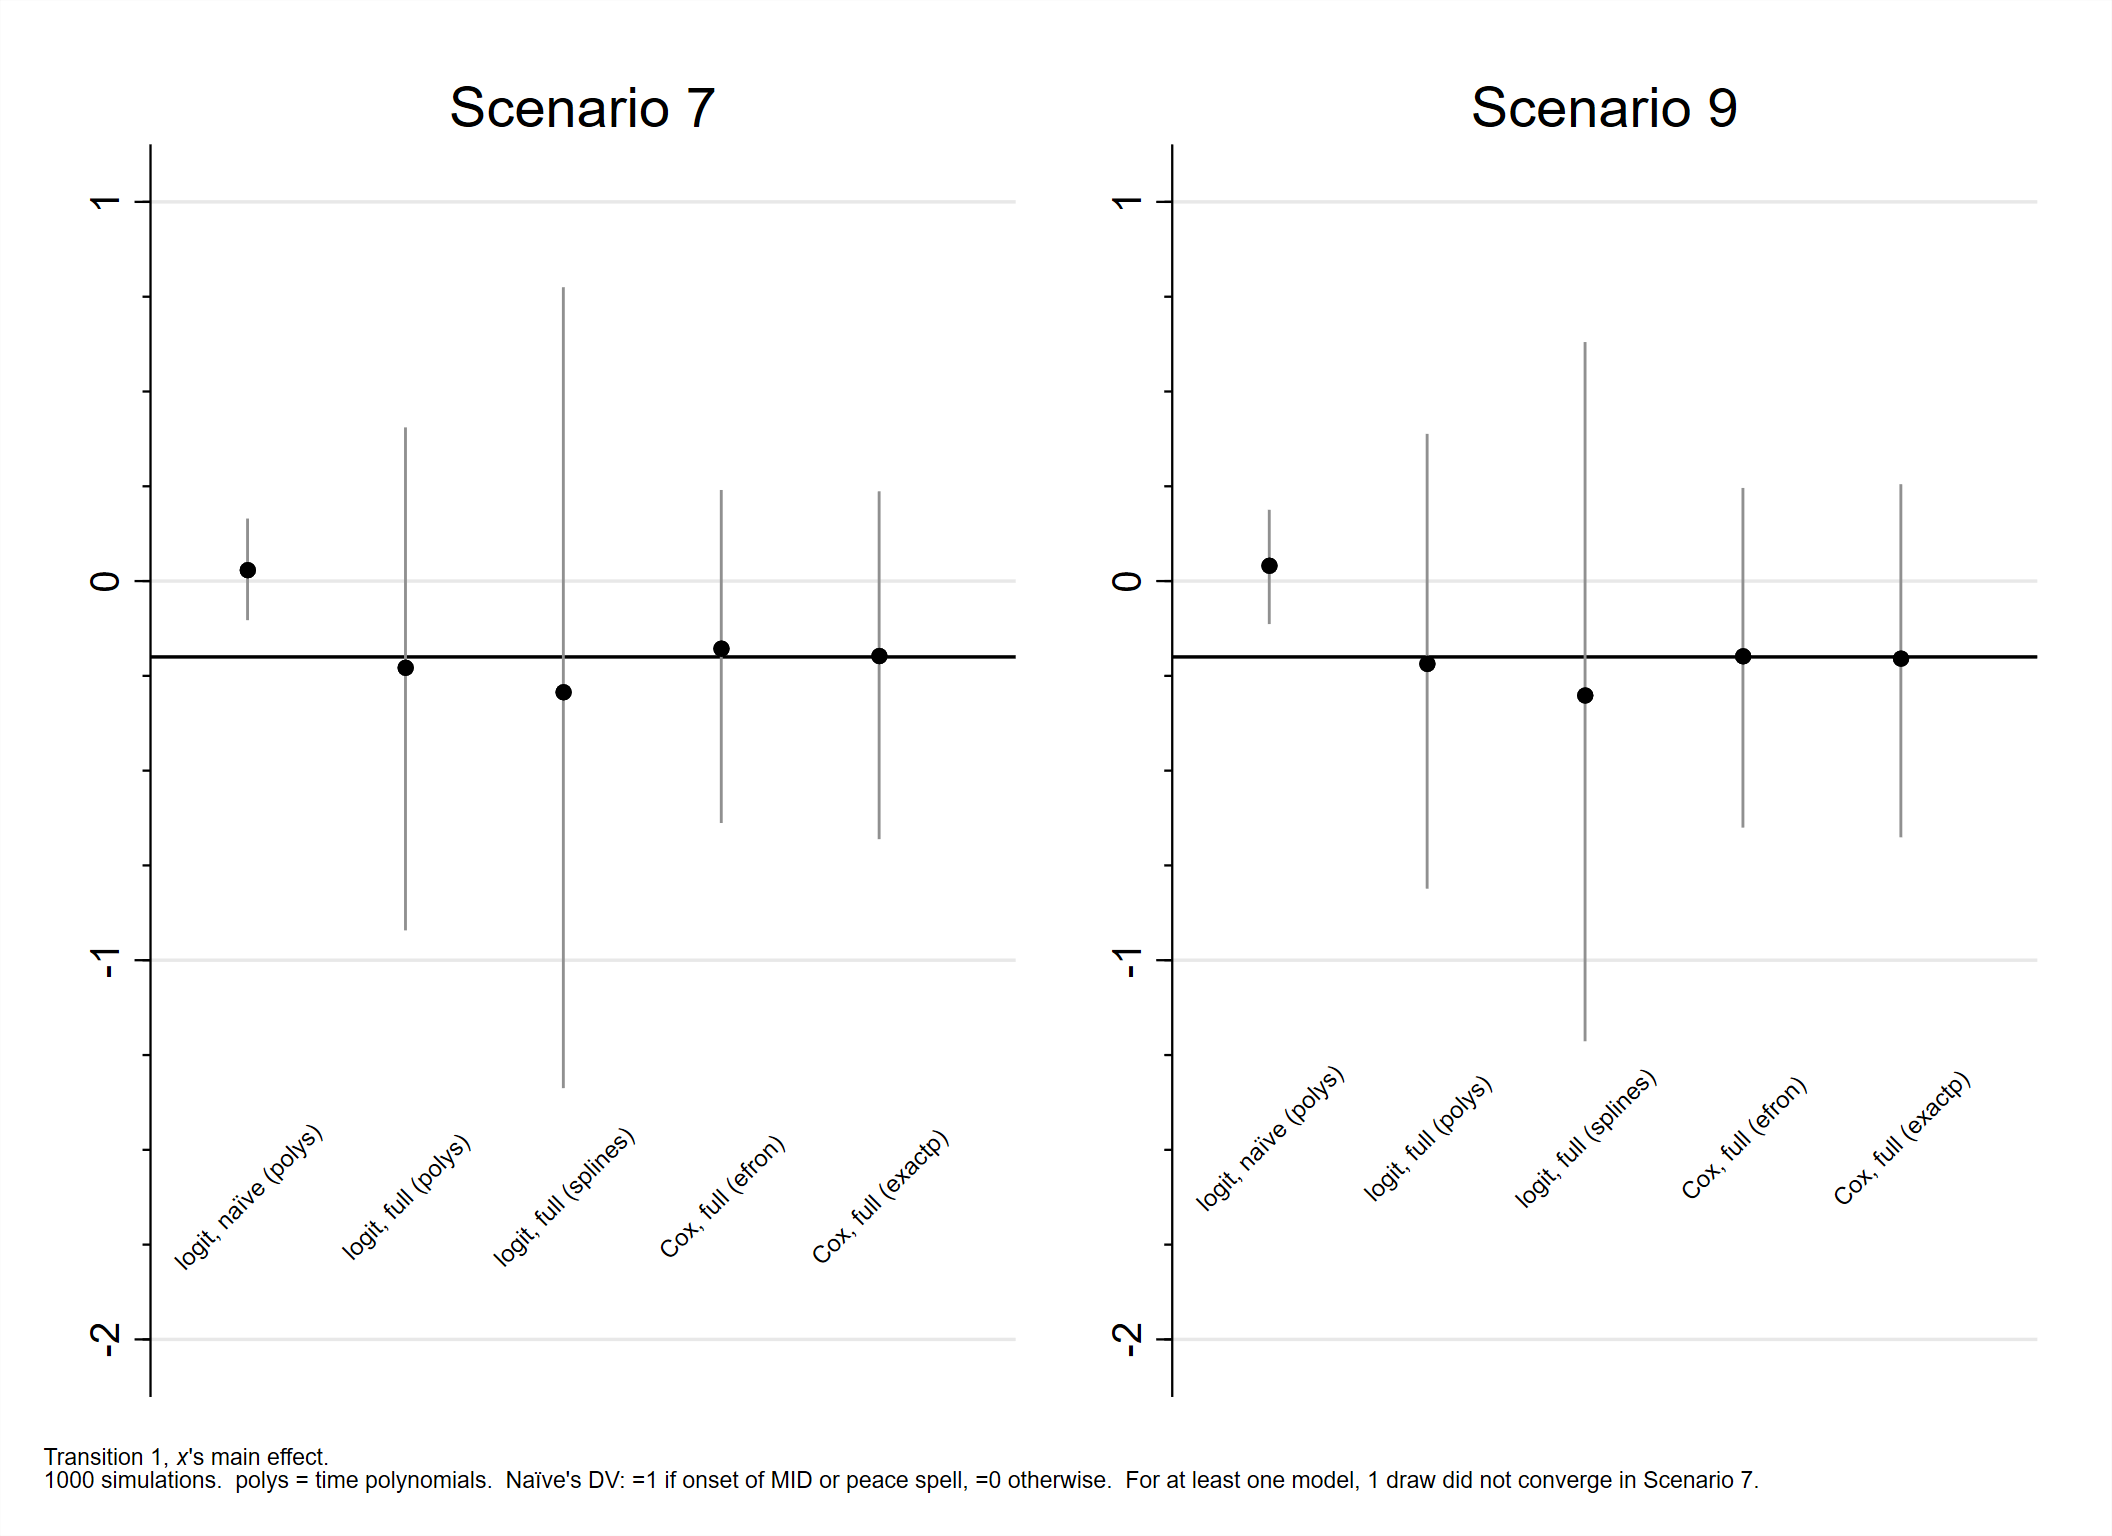 Scenario 7
1
0
-1
-2
logit, naïve (polys)
logit, full (polys)
logit, full (splines)
Cox, full (efron)
Cox, full (exactp)
Scenario 9
1
0
-1
-2
logit, naïve (polys)
logit, full (polys)
logit, full (splines)
Cox, full (efron)
Cox, full (exactp)
Transition 1, x's main effect.
1000 simulations.  polys = time polynomials.  Naïve's DV: =1 if onset of MID or peace spell, =0 otherwise.  For at least one model, 1 draw did not converge in Scenario 7.